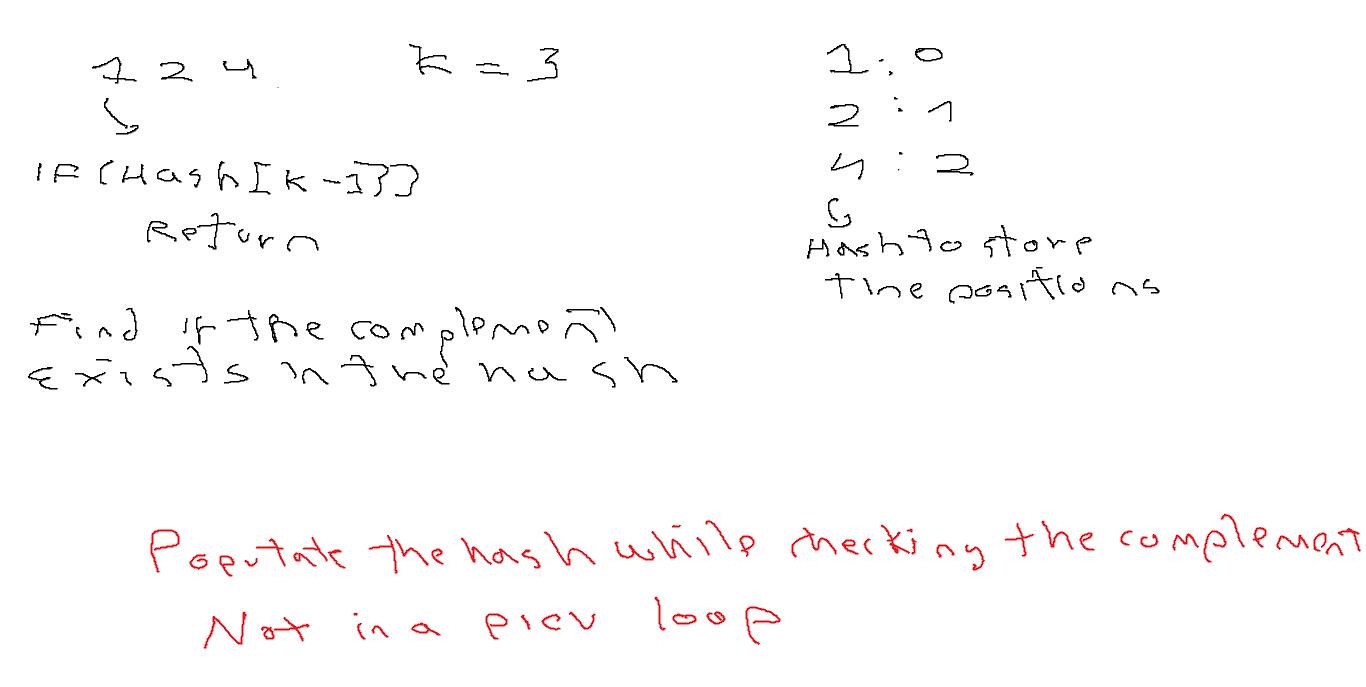 1 2 4 k = 3
IF (Hash[K-1]])
Return
Find if the complement
Exists in the hash
1 : 0
2 : 1
4 : 2
Hash to store
The positions
Populate the hash while checking the complement
Not in a prev loop